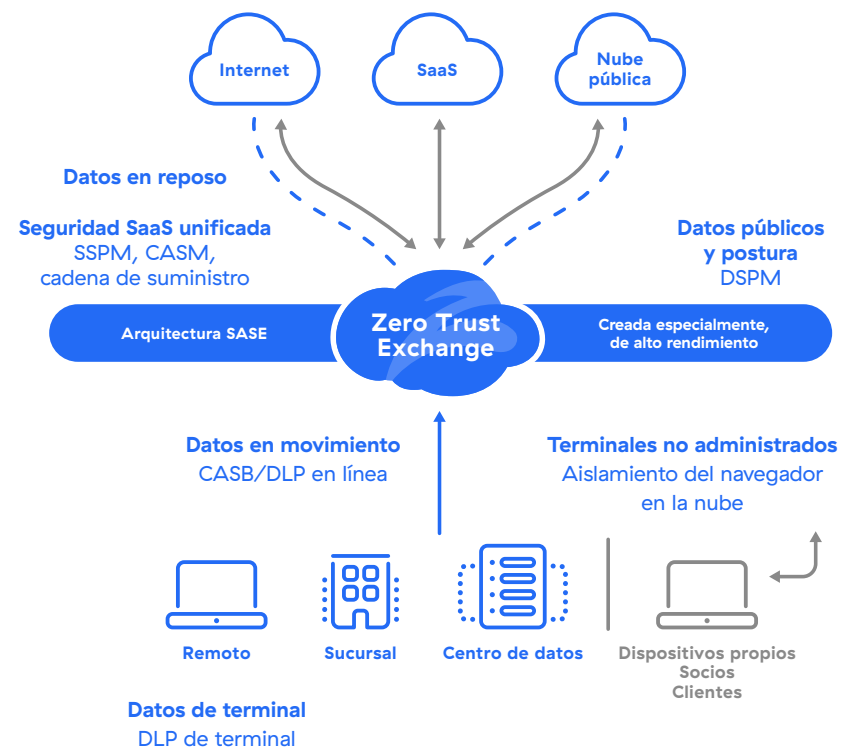 Internet
SaaS
Nube
pública
Datos en reposo
Seguridad SaaS unificada
SSPM, CASM,
cadena de suministro
Datos públicos
y postura
DSPM
Arquitectura SASE
Zero Trust
Exchange
Creada especialmente,
de alto rendimiento
Datos en movimiento
CASB/DLP en línea
Terminales no administrados
Aislamiento del navegador
en la nube
Remoto
Sucursal
Centro de datos
Dispositivos propios
Socios
Clientes
Datos de terminal
DLP de terminal